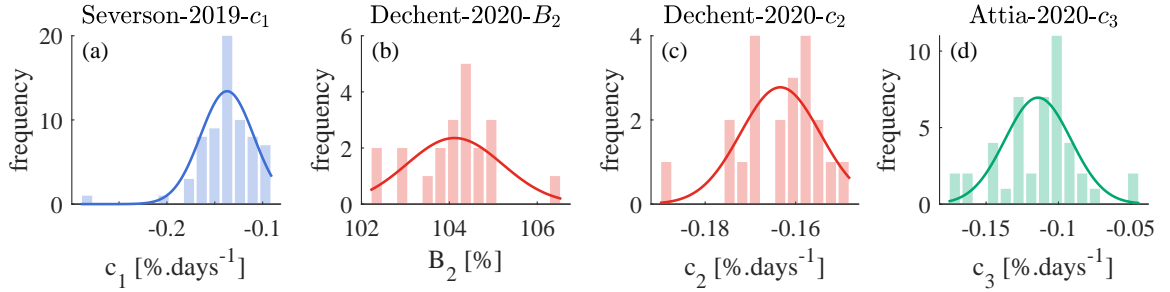 Severson-2019-c₁
Dechent-2020-B₂
Dechent-2020-c₂
Attia-2020-c₃
(a)
(b)
(c)
(d)
frequency
20
10
0
-0.2
-0.1
c₁ [%.days⁻¹]
frequency
6
4
2
0
102
104
106
B₂ [%]
frequency
4
2
0
-0.18
-0.16
c₂ [%.days⁻¹]
frequency
10
5
0
-0.15
-0.1
-0.05
c₃ [%.days⁻¹]